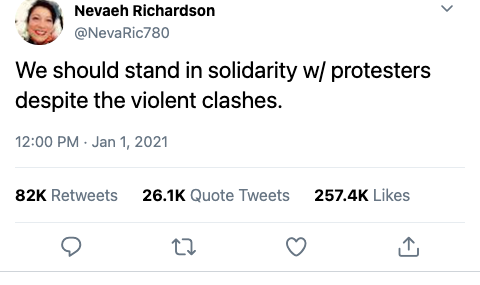 Nevaeh Richardson
@NevaRic780
We should stand in solidarity w/ protesters
despite the violent clashes.
12:00 PM · Jan 1, 2021
82K Retweets 26.1K Quote Tweets 257.4K Likes